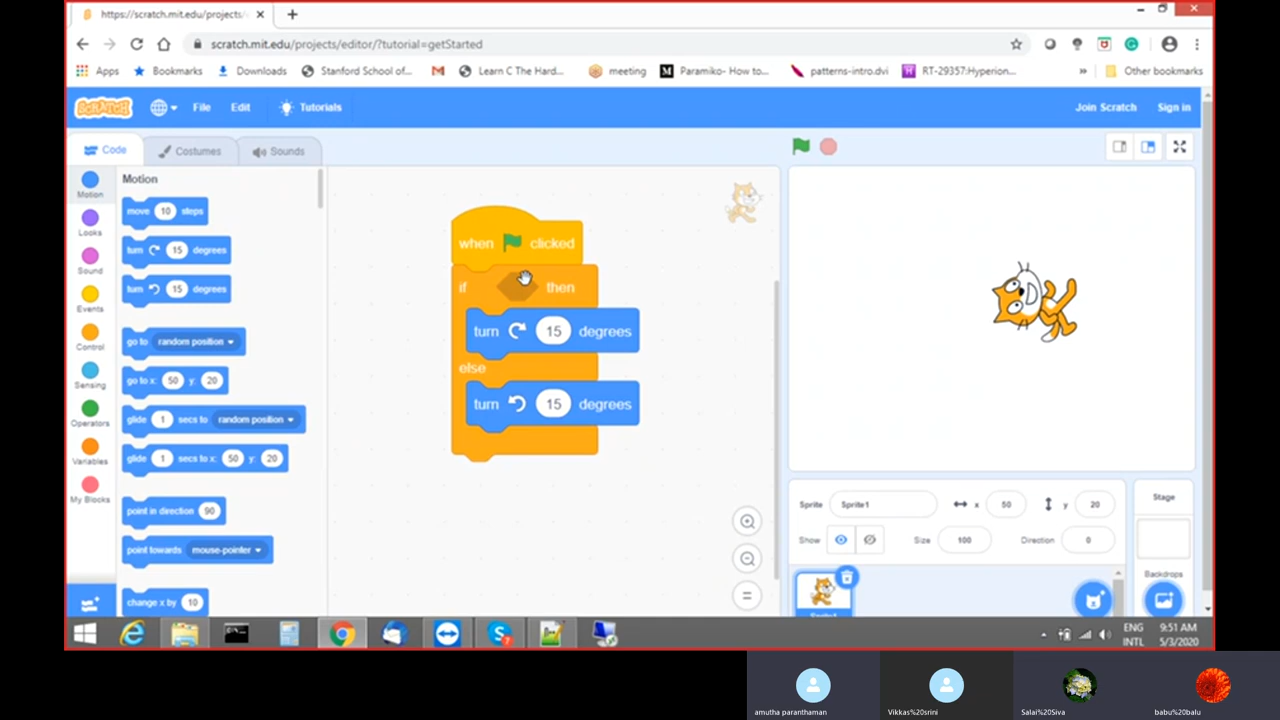 https://scratch.mit.edu/projects/e
scratch.mit.edu/projects/editor/?tutorial=getStarted
Apps Bookmarks Downloads Stanford School of... Learn C The Hard... meeting Paramiko- How to... patterns-intro.dvi RT-29357:Hyperion... » Other bookmarks
SCRATCH File Edit Tutorials Join Scratch Sign in
Code Costumes Sounds
Motion
Looks
Sound
Events
Control
Sensing
Operators
Variables
My Blocks
Motion
move 10 steps
turn 15 degrees
turn 15 degrees
go to random position
go to x: 50 y: 20
glide 1 secs to random position
glide 1 secs to x: 50 y: 20
point in direction 90
point towards mouse-pointer
change x by 10
when clicked
if then
turn 15 degrees
else
turn 15 degrees
Sprite Sprite1 x 50 y 20
Show Size 100 Direction 0
Sprite1
Stage
Backdrops
ENG 9:51 AM
INTL 5/3/2020
amutha paranthaman Vikkas%20srini Salai%20Siva babu%20balu